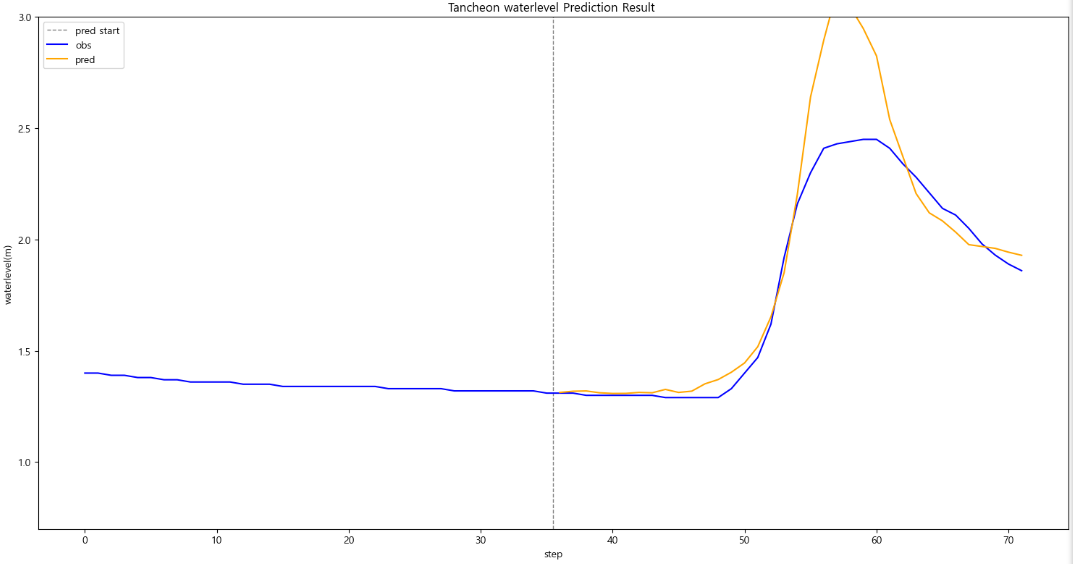 Tancheon waterlevel Prediction Result
pred start
obs
pred
waterlevel(m)
3.0
2.5
2.0
1.5
1.0
0 10 20 30 40 50 60 70
step